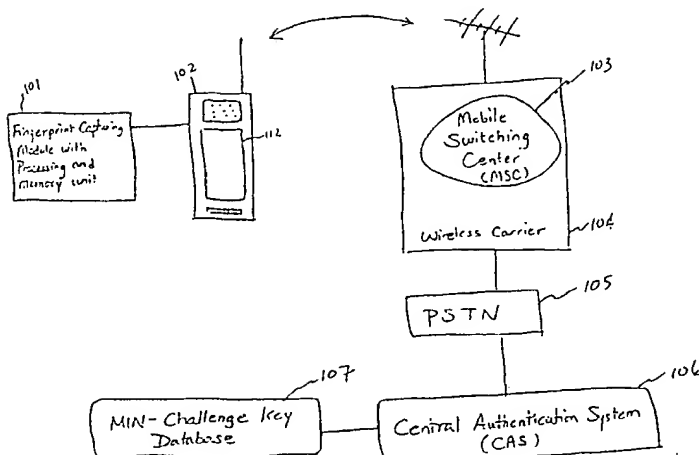 101
Fingerprint Capturing
Module with
Processing and
Memory unit
102
112
103
Mobile
Switching
Center
(MSC)
Wireless Carrier
104
PSTN
105
106
Central Authentication System
(CAS)
107
MIN-Challenge Key
Database